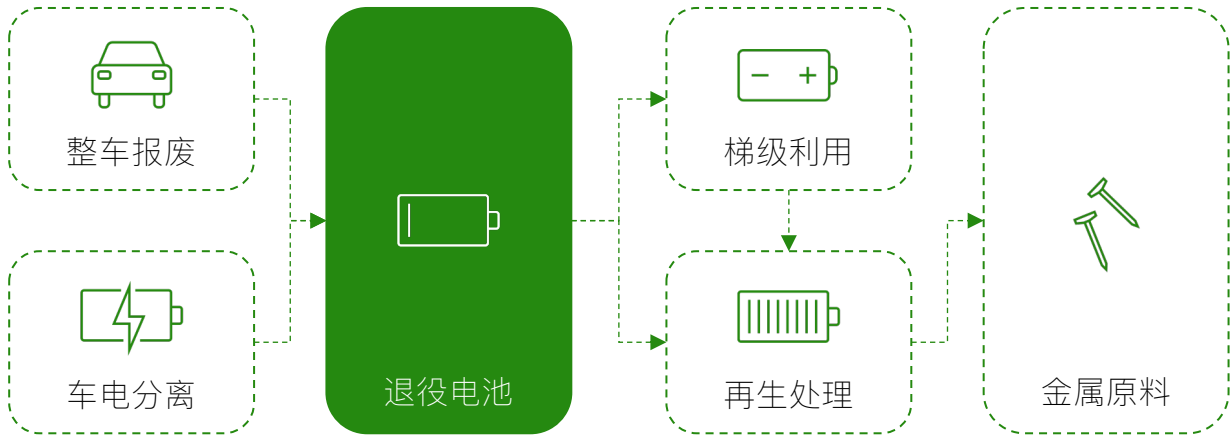 整车报废
车电分离
退役电池
梯级利用
再生处理
金属原料